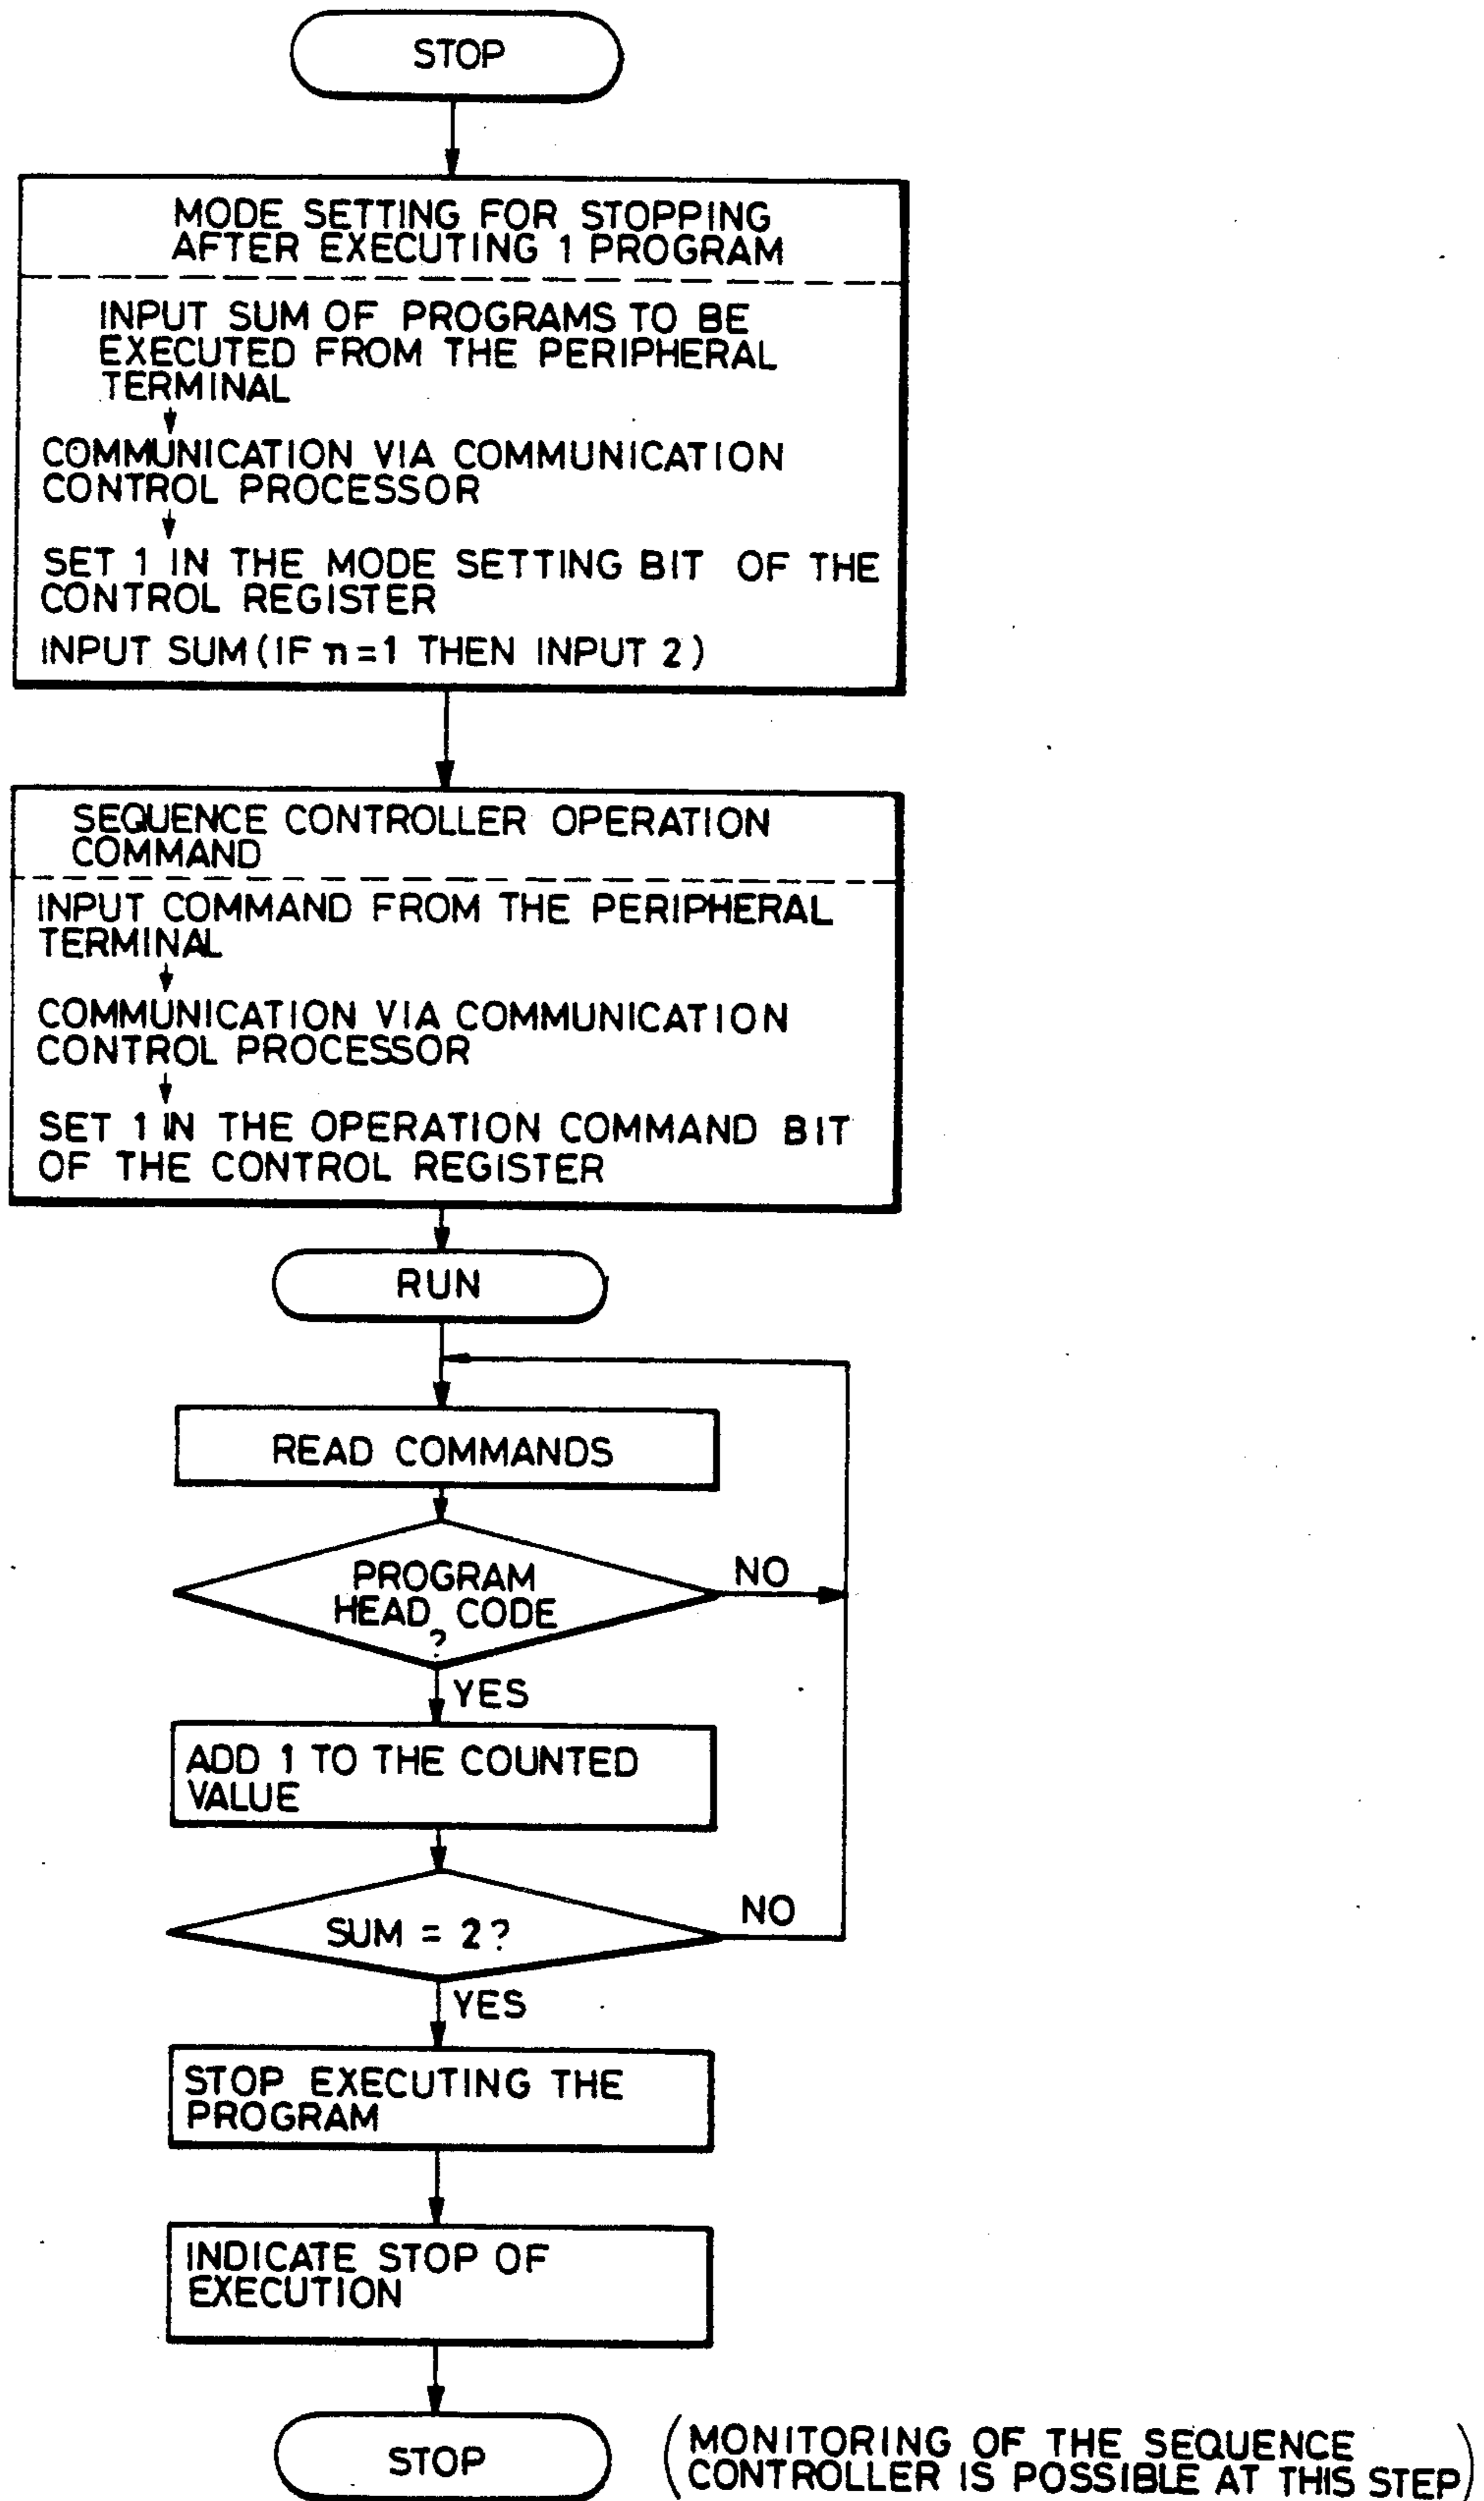 STOP
MODE SETTING FOR STOPPING
AFTER EXECUTING 1 PROGRAM
INPUT SUM OF PROGRAMS TO BE
EXECUTED FROM THE PERIPHERAL
TERMINAL
COMMUNICATION VIA COMMUNICATION
CONTROL PROCESSOR
SET 1 IN THE MODE SETTING BIT OF THE
CONTROL REGISTER
INPUT SUM (IF n=1 THEN INPUT 2)
SEQUENCE CONTROLLER OPERATION
COMMAND
INPUT COMMAND FROM THE PERIPHERAL
TERMINAL
COMMUNICATION VIA COMMUNICATION
CONTROL PROCESSOR
SET 1 IN THE OPERATION COMMAND BIT
OF THE CONTROL REGISTER
RUN
READ COMMANDS
PROGRAM
HEAD CODE
?
NO
YES
ADD 1 TO THE COUNTED
VALUE
SUM = 2?
NO
YES
STOP EXECUTING THE
PROGRAM
INDICATE STOP OF
EXECUTION
STOP
(MONITORING OF THE SEQUENCE
CONTROLLER IS POSSIBLE AT THIS STEP)